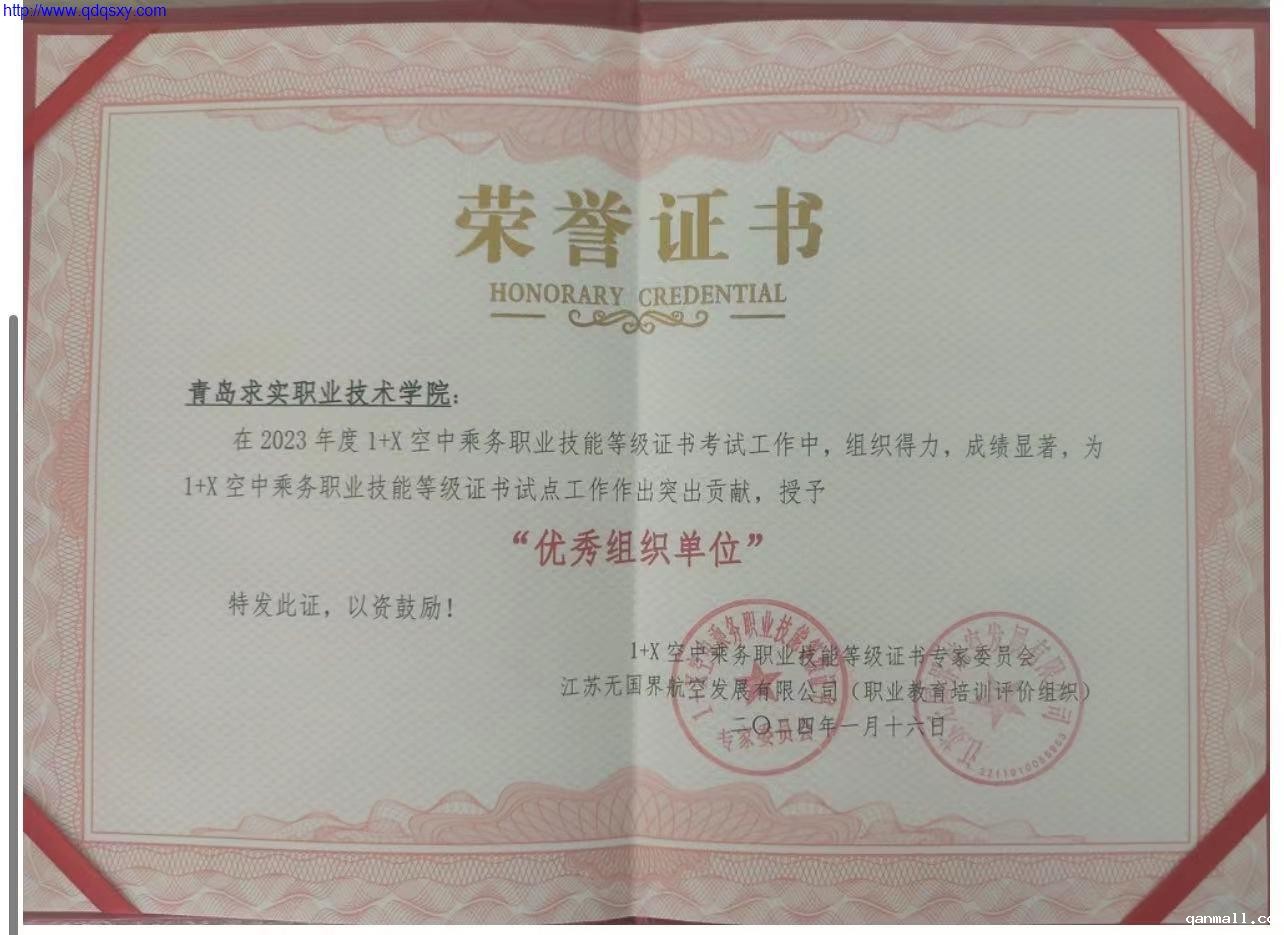 http://www.qdqsxy.com
荣誉证书
HONORARY CREDENTIAL
青岛求实职业技术学院:
在 2023 年度 1+X 空中乘务职业技能等级证书考试工作中，组织得力，成绩显著，为
1+X 空中乘务职业技能等级证书试点工作作出突出贡献，授予
“优秀组织单位”
特发此证，以资鼓励！
1+X 空中乘务职业技能等级证书专家委员会
江苏无国界航空发展有限公司（职业教育培训评价组织）
二〇二四年一月十六日
专家委员会
qanmall.co